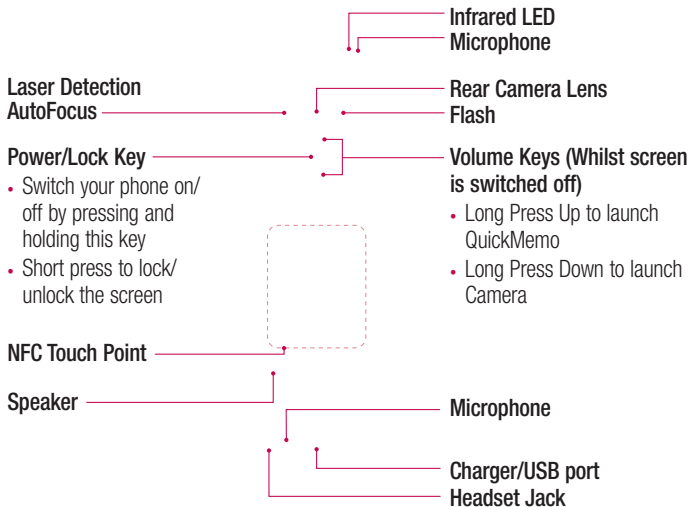 Infrared LED
Microphone
Laser Detection
AutoFocus
Rear Camera Lens
Flash
Power/Lock Key
• Switch your phone on/
off by pressing and
holding this key
• Short press to lock/
unlock the screen
Volume Keys (Whilst screen
is switched off)
• Long Press Up to launch
QuickMemo
• Long Press Down to launch
Camera
NFC Touch Point
Speaker
Microphone
Charger/USB port
Headset Jack